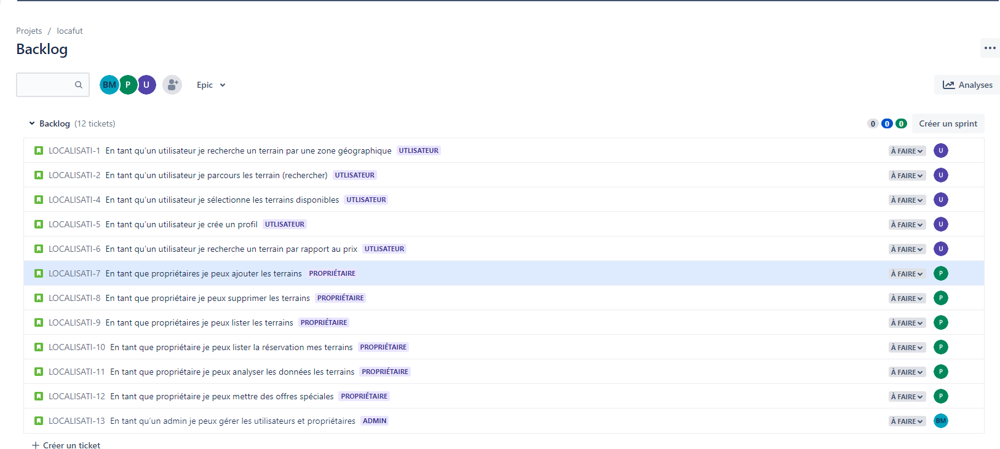 Projets / locafut
Backlog
BM P U Epic
Analyses
Backlog (12 tickets) 0 0 0 Créer un sprint
LOCALISATI-1 En tant qu'un utilisateur je recherche un terrain par une zone géographique UTLISATEUR À FAIRE U
LOCALISATI-2 En tant qu'un utilisateur je parcours les terrain (rechercher) UTLISATEUR À FAIRE U
LOCALISATI-4 En tant qu'un utilisateur je sélectionne les terrains disponibles UTLISATEUR À FAIRE U
LOCALISATI-5 En tant qu'un utilisateur je crée un profil UTLISATEUR À FAIRE U
LOCALISATI-6 En tant qu'un utilisateur je recherche un terrain par rapport au prix UTLISATEUR À FAIRE U
LOCALISATI-7 En tant que propriétaires je peux ajouter les terrains PROPRIÉTAIRE À FAIRE P
LOCALISATI-8 En tant que propriétaire je peux supprimer les terrains PROPRIÉTAIRE À FAIRE P
LOCALISATI-9 En tant que propriétaires je peux lister les terrains PROPRIÉTAIRE À FAIRE P
LOCALISATI-10 En tant que propriétaire je peux lister la réservation mes terrains PROPRIÉTAIRE À FAIRE P
LOCALISATI-11 En tant que propriétaire je peux analyser les données les terrains PROPRIÉTAIRE À FAIRE P
LOCALISATI-12 En tant que propriétaire je peux mettre des offres spéciales PROPRIÉTAIRE À FAIRE P
LOCALISATI-13 En tant qu'un admin je peux gérer les utilisateurs et propriétaires ADMIN À FAIRE BM
+ Créer un ticket